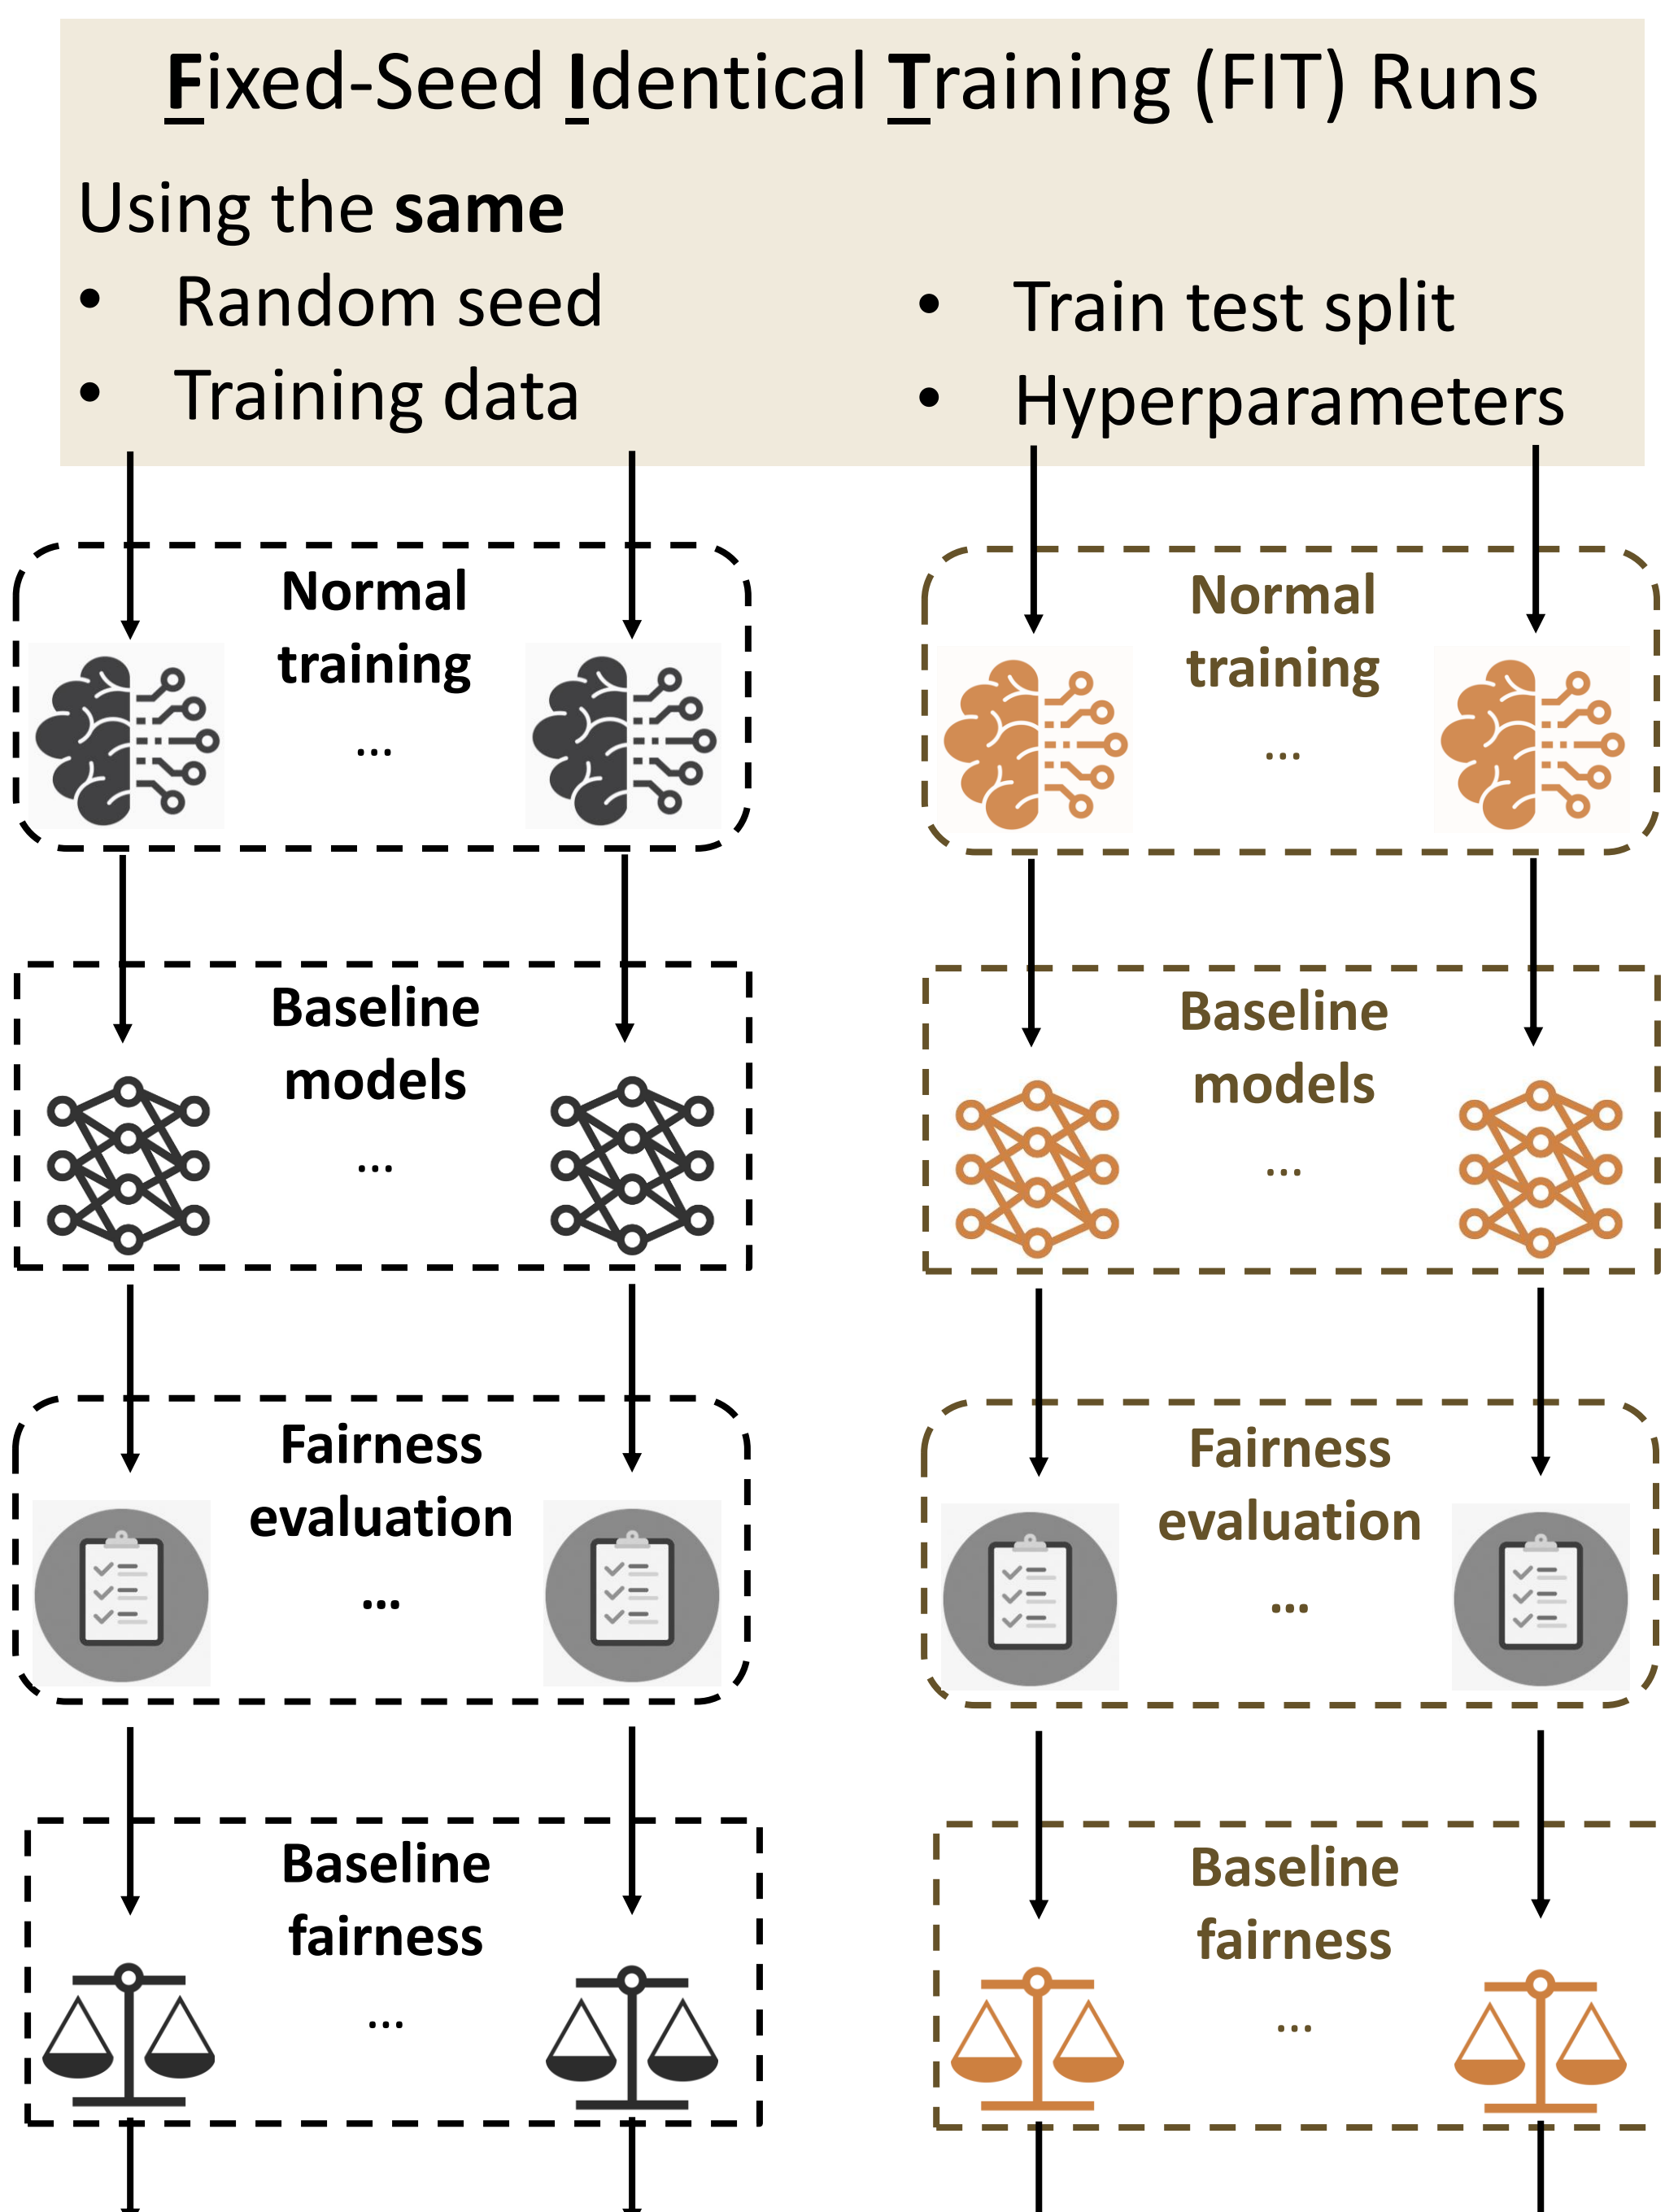 Fixed-Seed Identical Training (FIT) Runs
Using the same
• Random seed
• Training data
• Train test split
• Hyperparameters
Normal
training
...
Normal
training
...
Baseline
models
...
Baseline
models
...
Fairness
evaluation
...
Fairness
evaluation
...
Baseline
fairness
...
Baseline
fairness
...